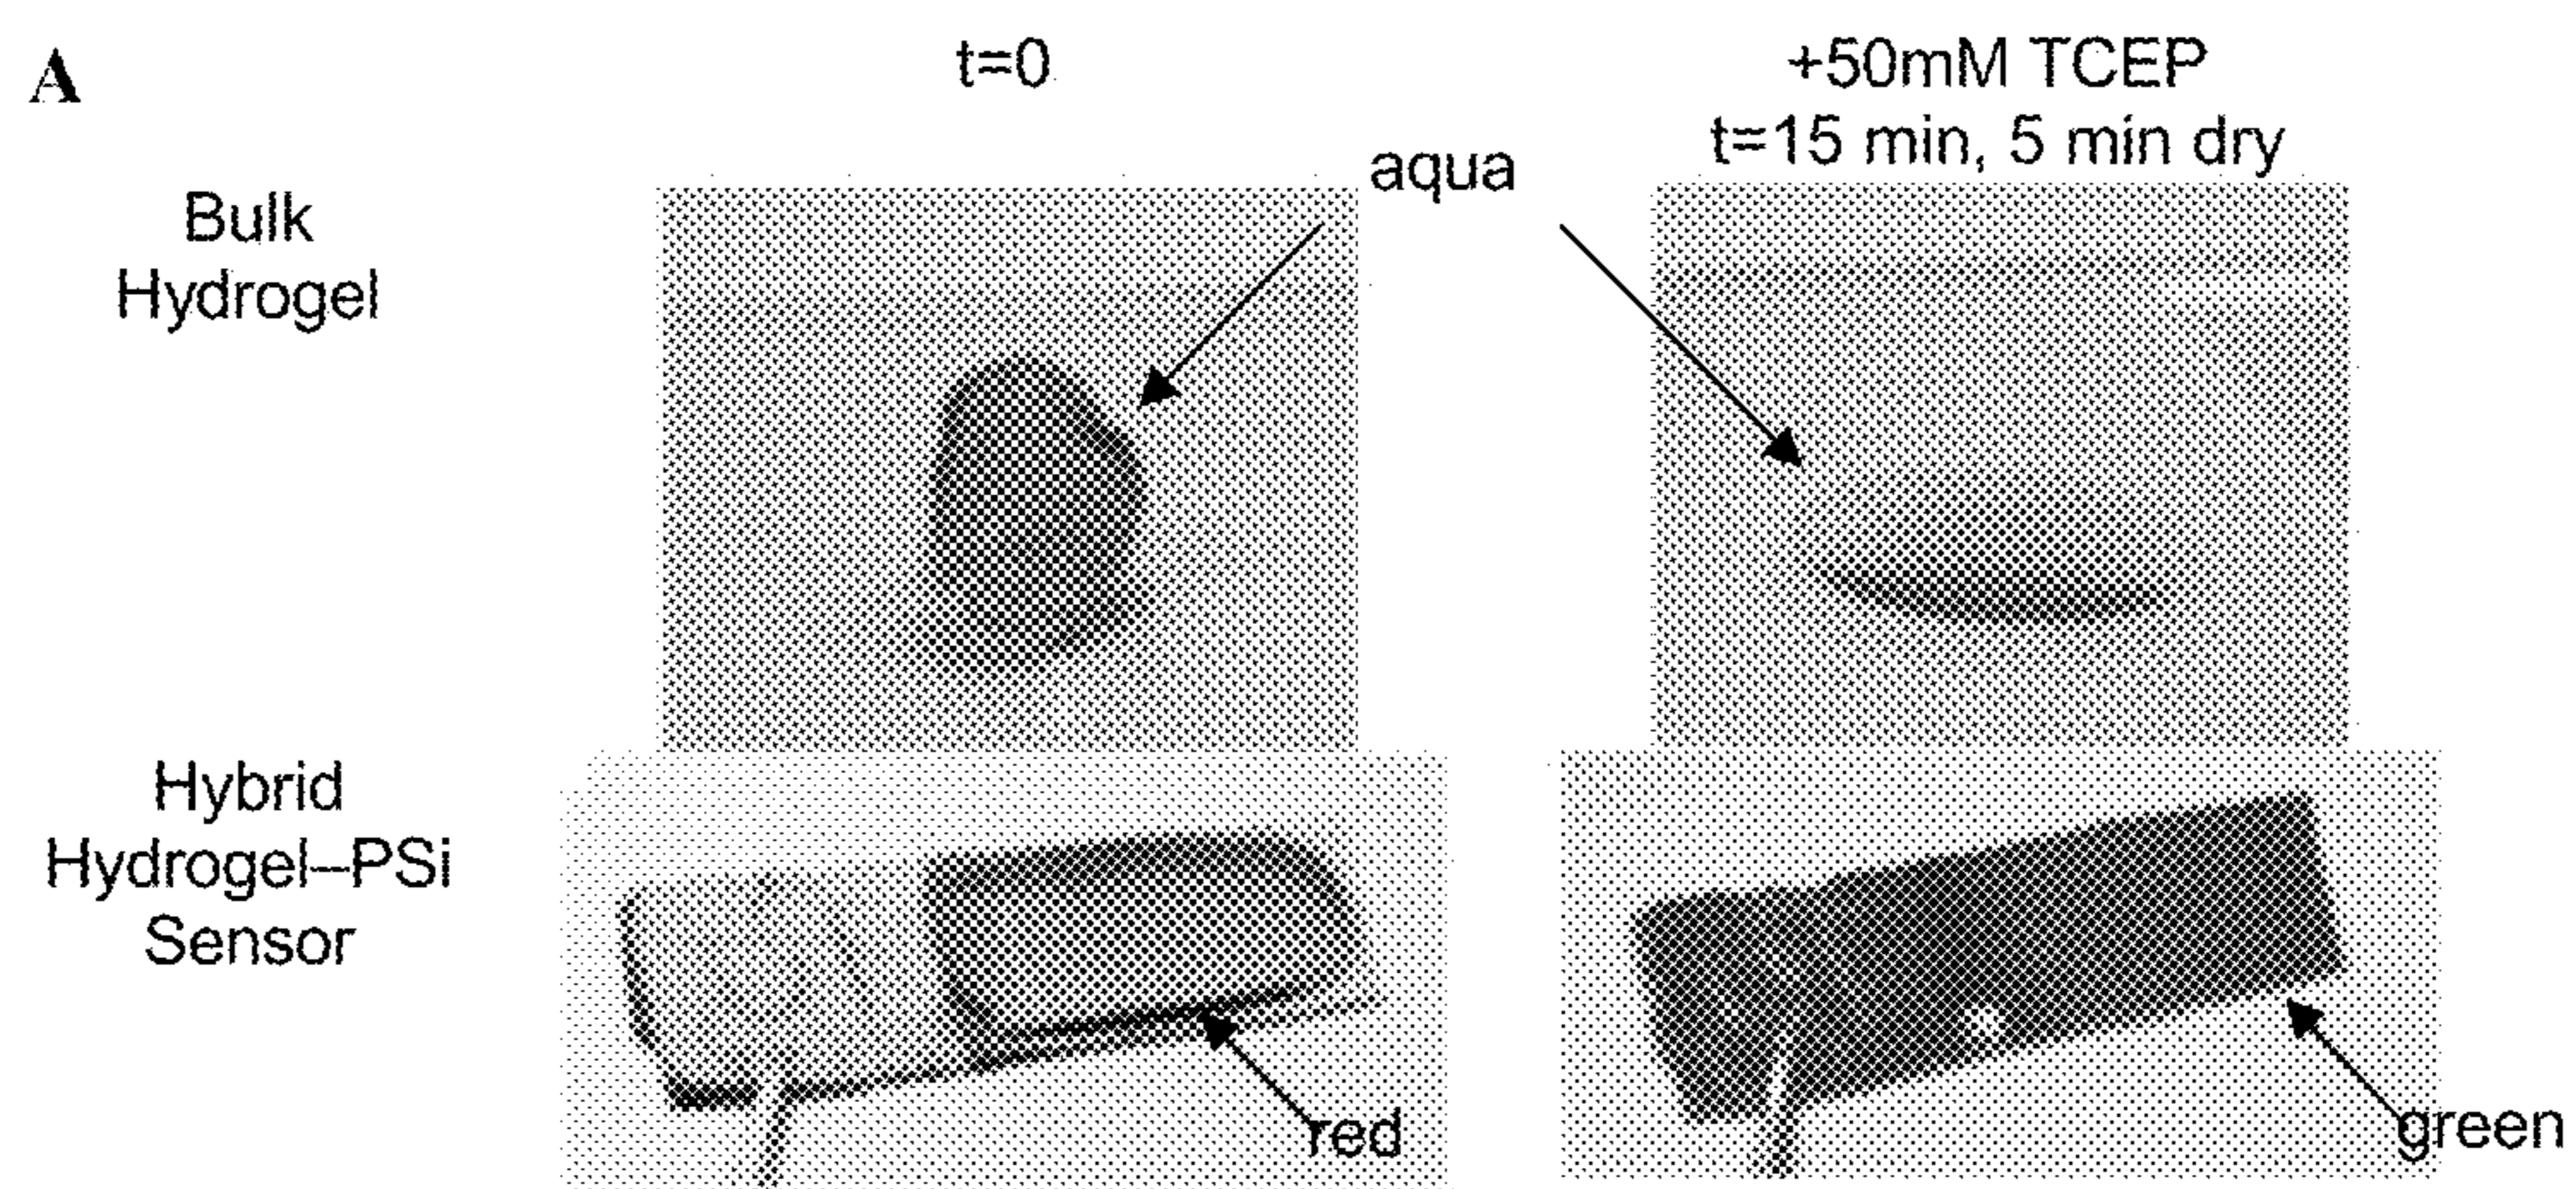 A
t=0
+50mM TCEP
t=15 min, 5 min dry
aqua
Bulk
Hydrogel
Hybrid
Hydrogel–PSi
Sensor
red
green